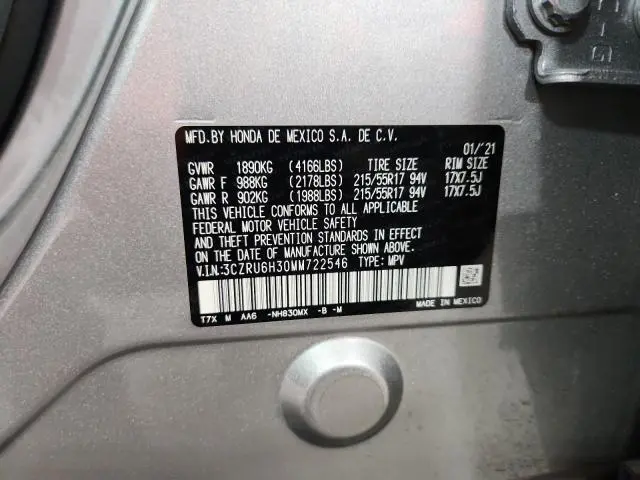 MFD.BY HONDA DE MEXICO S.A. DE C.V.
01/'21
GVWR 1890KG (4166LBS) TIRE SIZE RIM SIZE
GAWR F 988KG (2178LBS) 215/55R17 94V 17X7.5J
GAWR R 902KG (1988LBS) 215/55R17 94V 17X7.5J
THIS VEHICLE CONFORMS TO ALL APPLICABLE
FEDERAL MOTOR VEHICLE SAFETY
AND THEFT PREVENTION STANDARDS IN EFFECT
ON THE DATE OF MANUFACTURE SHOWN ABOVE.
V.I.N:3CZRU6H30MM722546 TYPE: MPV
T7X M AA6 -NH830MX -B -M
MADE IN MEXICO